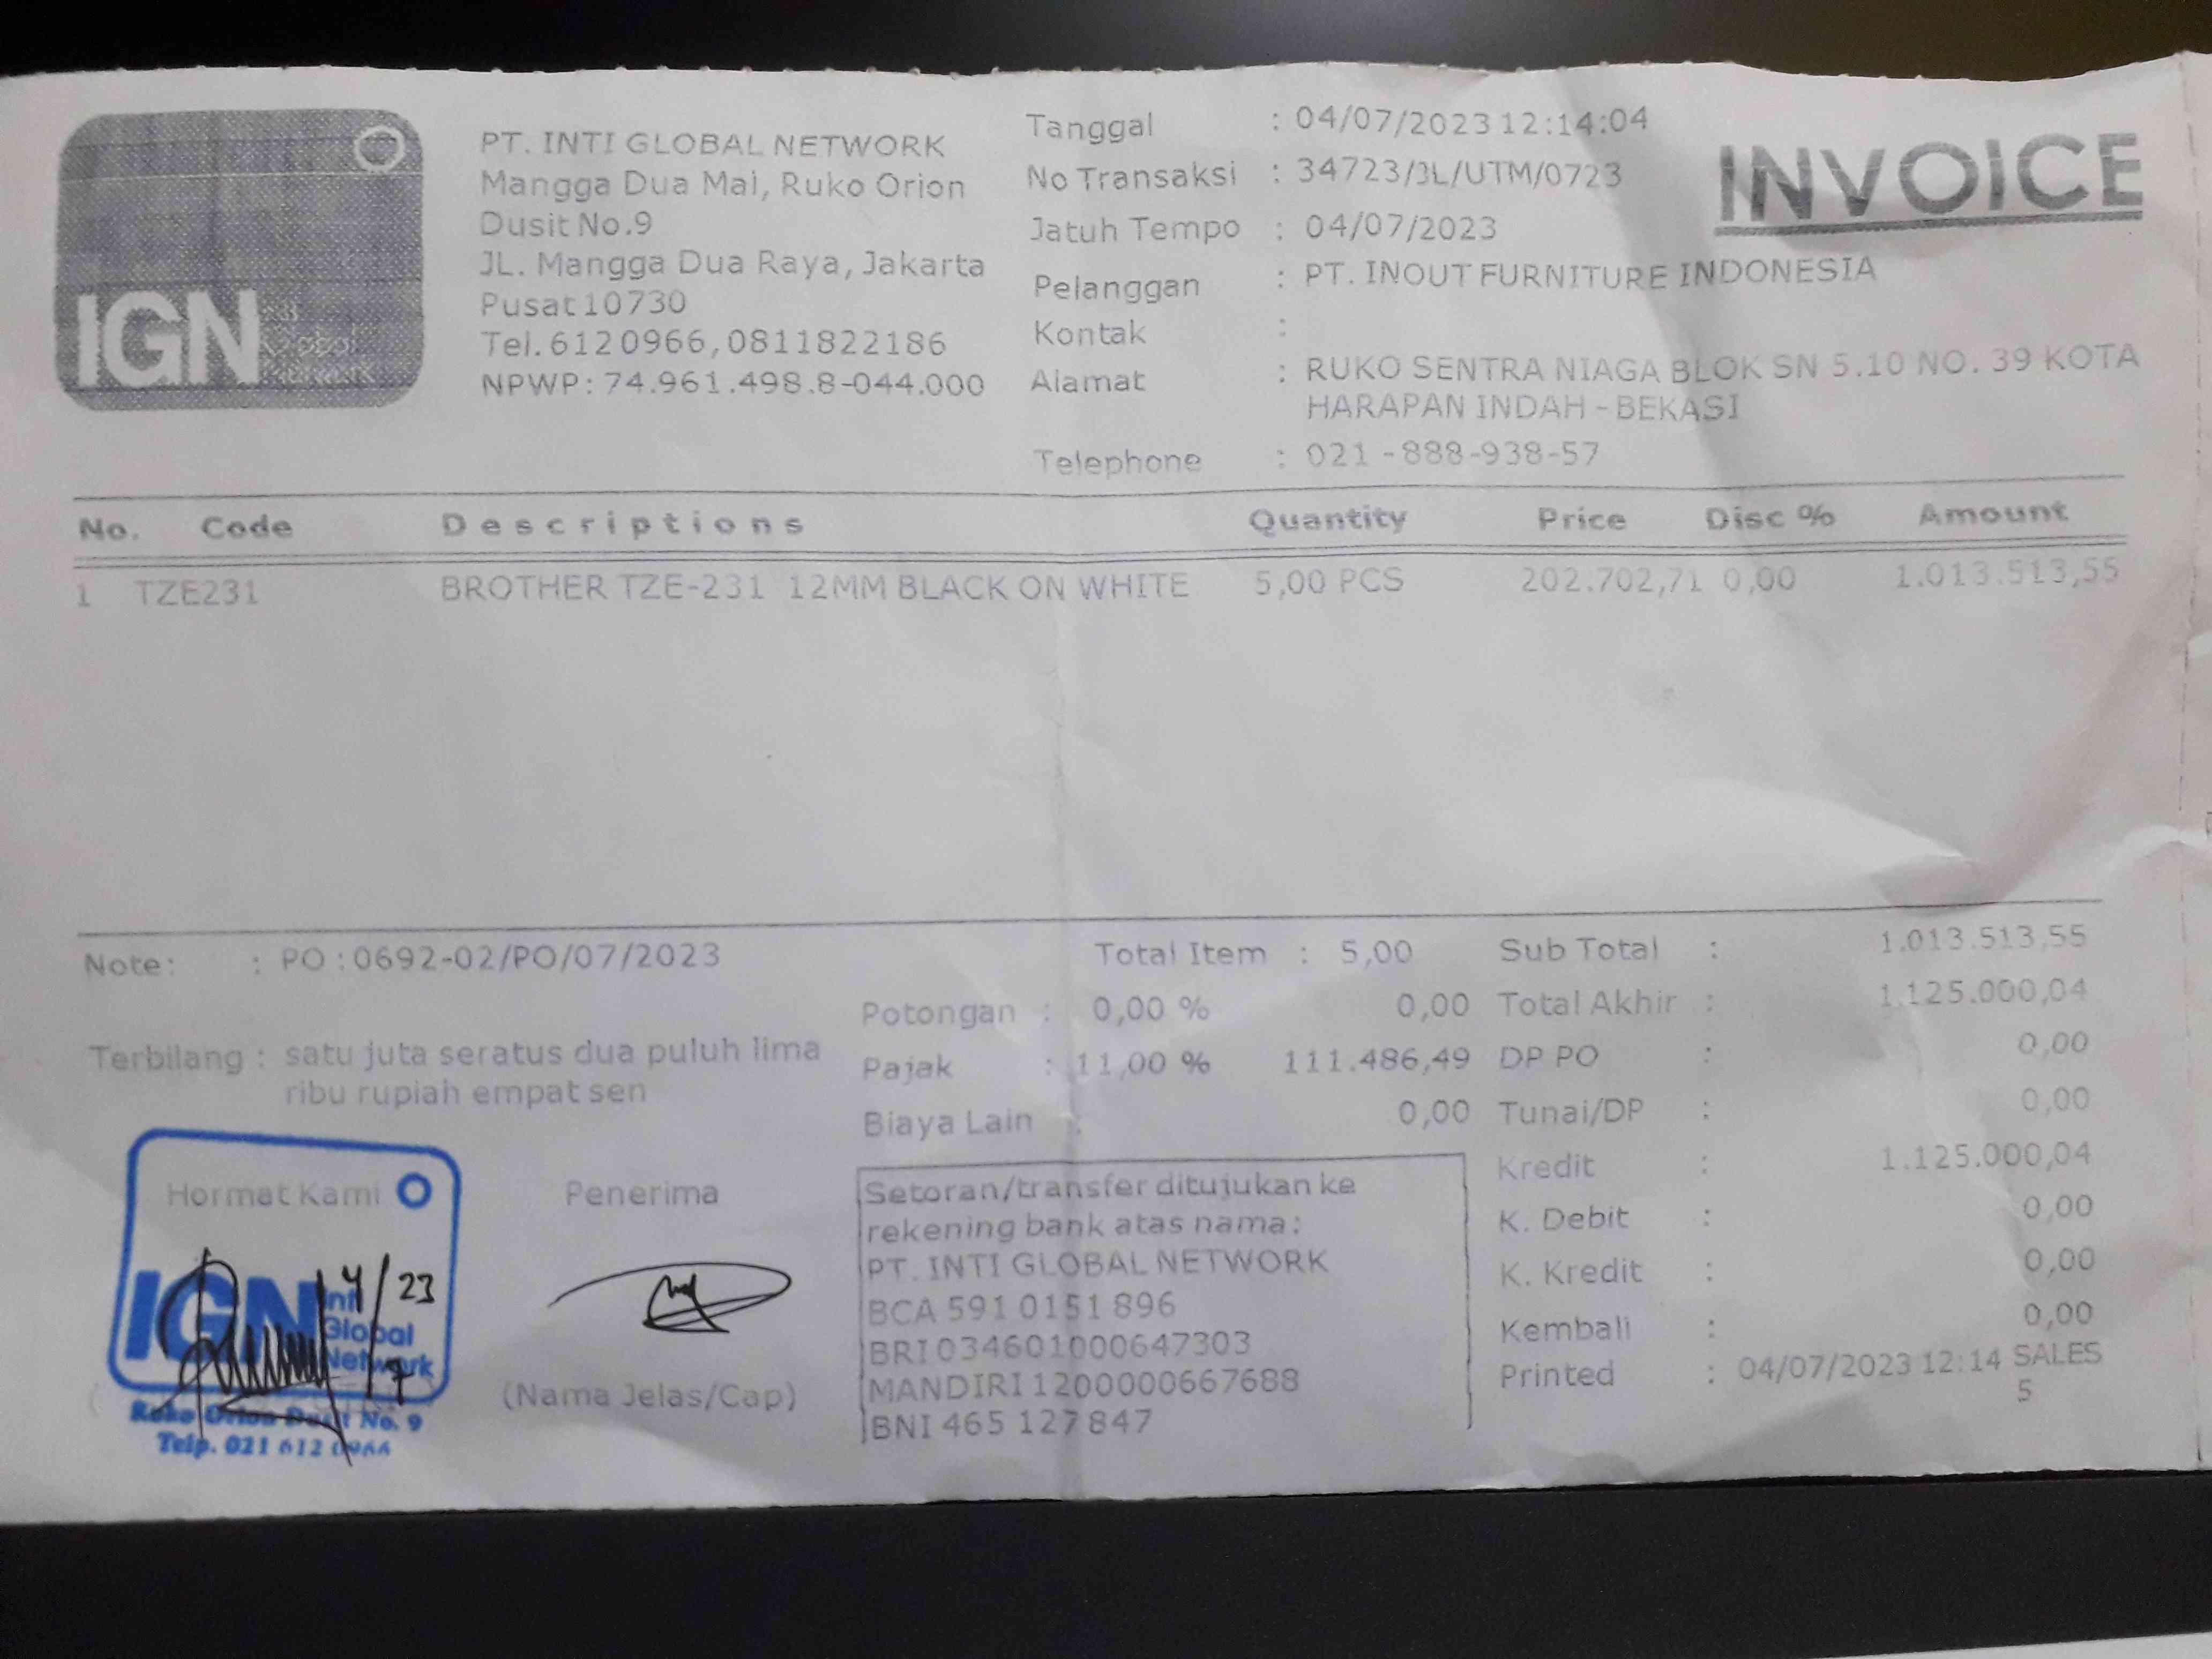 IGN
PT. INTI GLOBAL NETWORK
Mangga Dua Mal, Ruko Orion
Dusit No.9
JL. Mangga Dua Raya, Jakarta
Pusat 10730
Tel. 6120966, 0811822186
NPWP: 74.961.498.8-044.000
Tanggal : 04/07/2023 12:14:04
No Transaksi : 34723/JL/UTM/0723
Jatuh Tempo : 04/07/2023
Pelanggan : PT. INOUT FURNITURE INDONESIA
Kontak :
Alamat : RUKO SENTRA NIAGA BLOK SN 5.10 NO. 39 KOTA
HARAPAN INDAH - BEKASI
Telephone : 021 -888-938-57
INVOICE
No. Code Descriptions Quantity Price Disc % Amount
1 TZE231 BROTHER TZE-231 12MM BLACK ON WHITE 5,00 PCS 202.702,71 0,00 1.013.513,55
Note: : PO : 0692-02/PO/07/2023
Terbilang : satu juta seratus dua puluh lima
ribu rupiah empat sen
Total Item : 5,00
Potongan : 0,00 % 0,00
Pajak : 11,00 % 111.486,49
Biaya Lain : 0,00
Sub Total : 1.013.513,55
Total Akhir : 1.125.000,04
DP PO : 0,00
Tunai/DP : 0,00
Kredit : 1.125.000,04
K. Debit : 0,00
K. Kredit : 0,00
Kembali : 0,00
Printed : 04/07/2023 12:14 SALES
5
Hormat Kami
IGN Inti
Global
Network
4/7 23
Ruko Orion Dusit No. 9
Telp. 021 612 0966
Penerima
(Nama Jelas/Cap)
Setoran/transfer ditujukan ke
rekening bank atas nama:
PT. INTI GLOBAL NETWORK
BCA 591 0151 896
BRI 034601000647303
MANDIRI 1200000667688
BNI 465 127 847